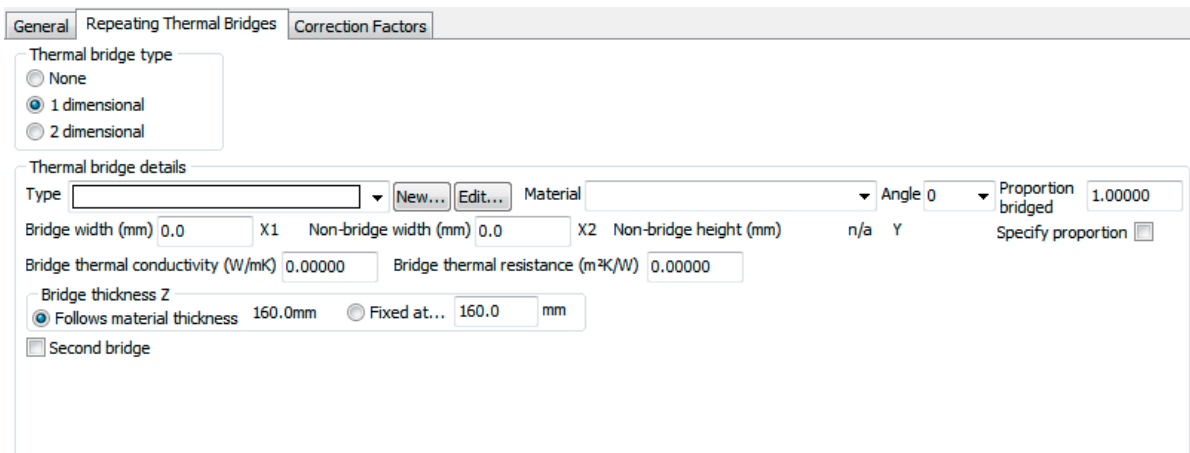 General Repeating Thermal Bridges Correction Factors
Thermal bridge type
None
1 dimensional
2 dimensional
Thermal bridge details
Type New... Edit... Material Angle 0 Proportion bridged 1.00000
Bridge width (mm) 0.0 X1 Non-bridge width (mm) 0.0 X2 Non-bridge height (mm) n/a Y Specify proportion
Bridge thermal conductivity (W/mK) 0.00000 Bridge thermal resistance (m²K/W) 0.00000
Bridge thickness Z
Follows material thickness 160.0mm Fixed at... 160.0 mm
Second bridge